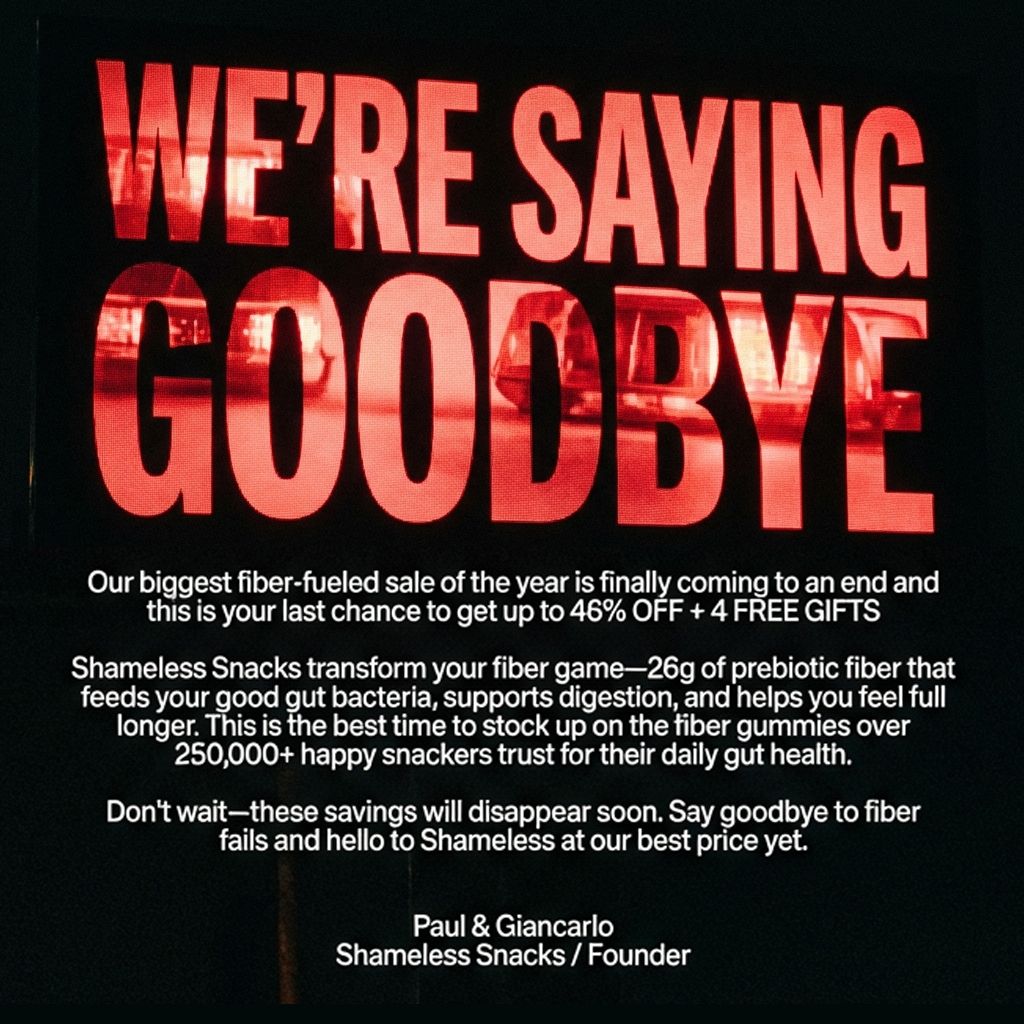 WE'RE SAYING
GOODBYE
Our biggest fiber-fueled sale of the year is finally coming to an end and
this is your last chance to get up to 46% OFF + 4 FREE GIFTS
Shameless Snacks transform your fiber game—26g of prebiotic fiber that
feeds your good gut bacteria, supports digestion, and helps you feel full
longer. This is the best time to stock up on the fiber gummies over
250,000+ happy snackers trust for their daily gut health.
Don't wait—these savings will disappear soon. Say goodbye to fiber
fails and hello to Shameless at our best price yet.
Paul & Giancarlo
Shameless Snacks / Founder